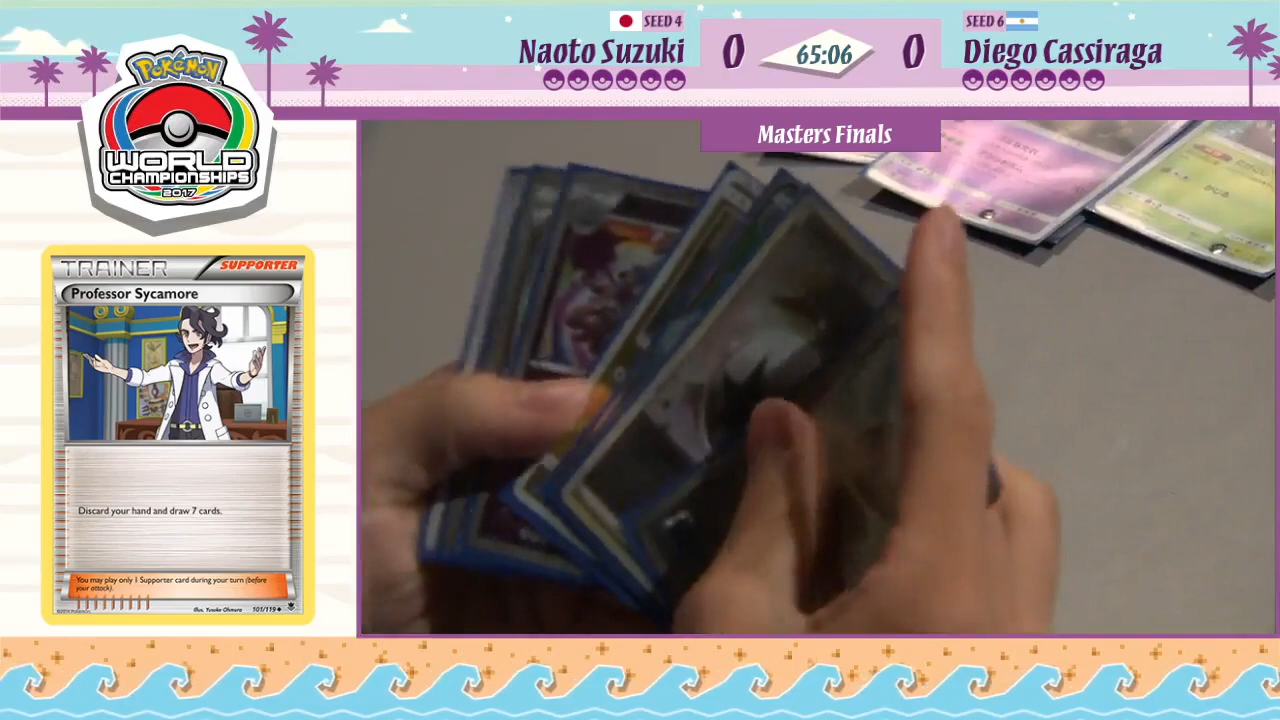 SEED 4
Naoto Suzuki
0
65:06
0
SEED 6
Diego Cassiraga
Masters Finals
Pokémon
WORLD
CHAMPIONSHIPS
2017
TRAINER
SUPPORTER
Professor Sycamore
Discard your hand and draw 7 cards.
You may play only 1 Supporter card during your turn (before
your attack).
Illus. Yusuke Ohmura
101/119